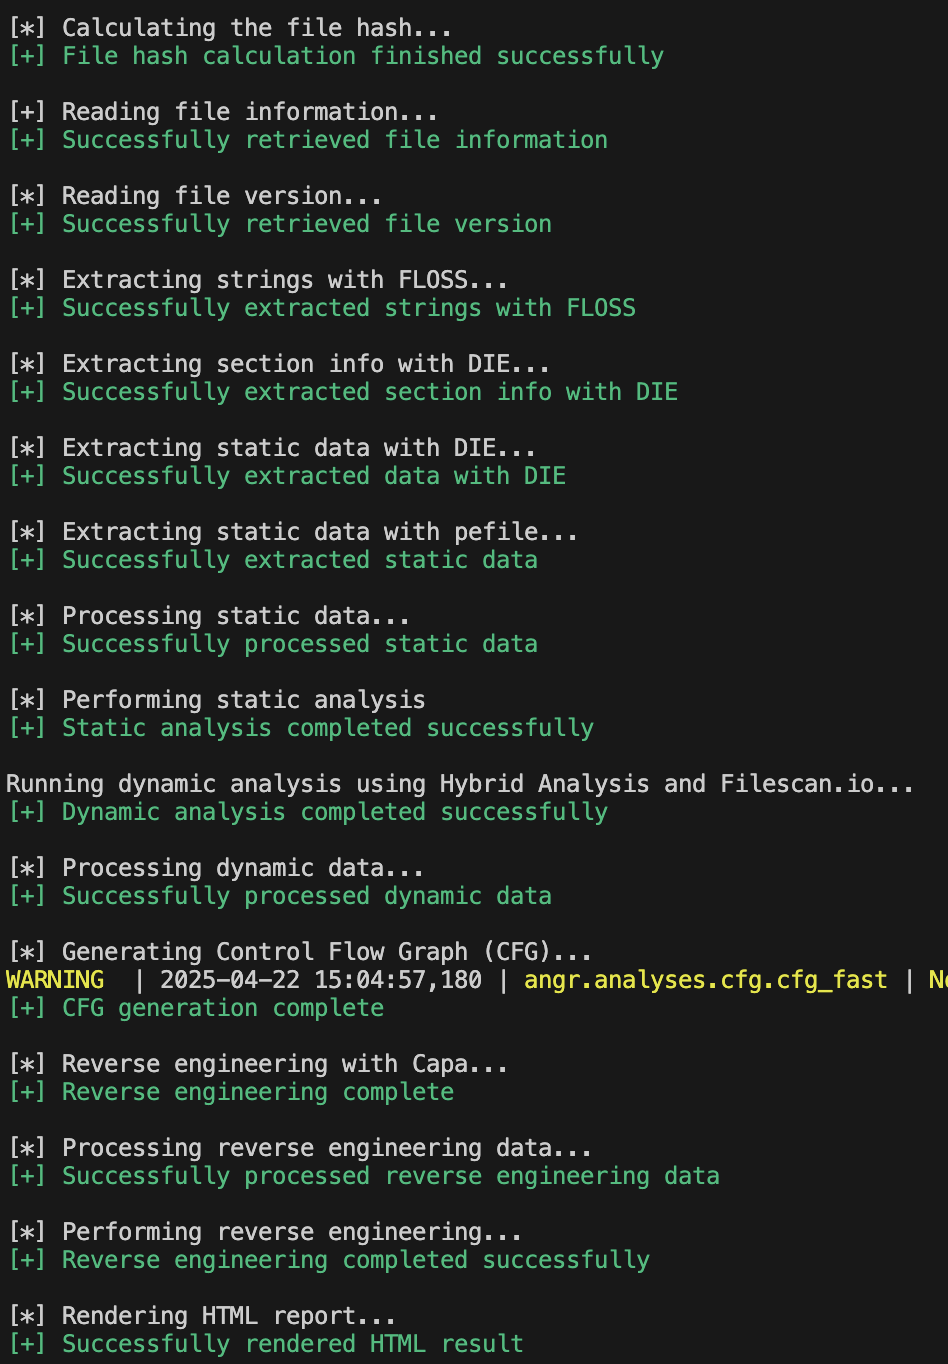 [*] Calculating the file hash...
[+] File hash calculation finished successfully
[+] Reading file information...
[+] Successfully retrieved file information
[*] Reading file version...
[+] Successfully retrieved file version
[*] Extracting strings with FLOSS...
[+] Successfully extracted strings with FLOSS
[*] Extracting section info with DIE...
[+] Successfully extracted section info with DIE
[*] Extracting static data with DIE...
[+] Successfully extracted data with DIE
[*] Extracting static data with pefile...
[+] Successfully extracted static data
[*] Processing static data...
[+] Successfully processed static data
[*] Performing static analysis
[+] Static analysis completed successfully
Running dynamic analysis using Hybrid Analysis and Filescan.io...
[+] Dynamic analysis completed successfully
[*] Processing dynamic data...
[+] Successfully processed dynamic data
[*] Generating Control Flow Graph (CFG)...
WARNING  | 2025-04-22 15:04:57,180 | angr.analyses.cfg.cfg_fast |
[+] CFG generation complete
[*] Reverse engineering with Capa...
[+] Reverse engineering complete
[*] Processing reverse engineering data...
[+] Successfully processed reverse engineering data
[*] Performing reverse engineering...
[+] Reverse engineering completed successfully
[*] Rendering HTML report...
[+] Successfully rendered HTML result